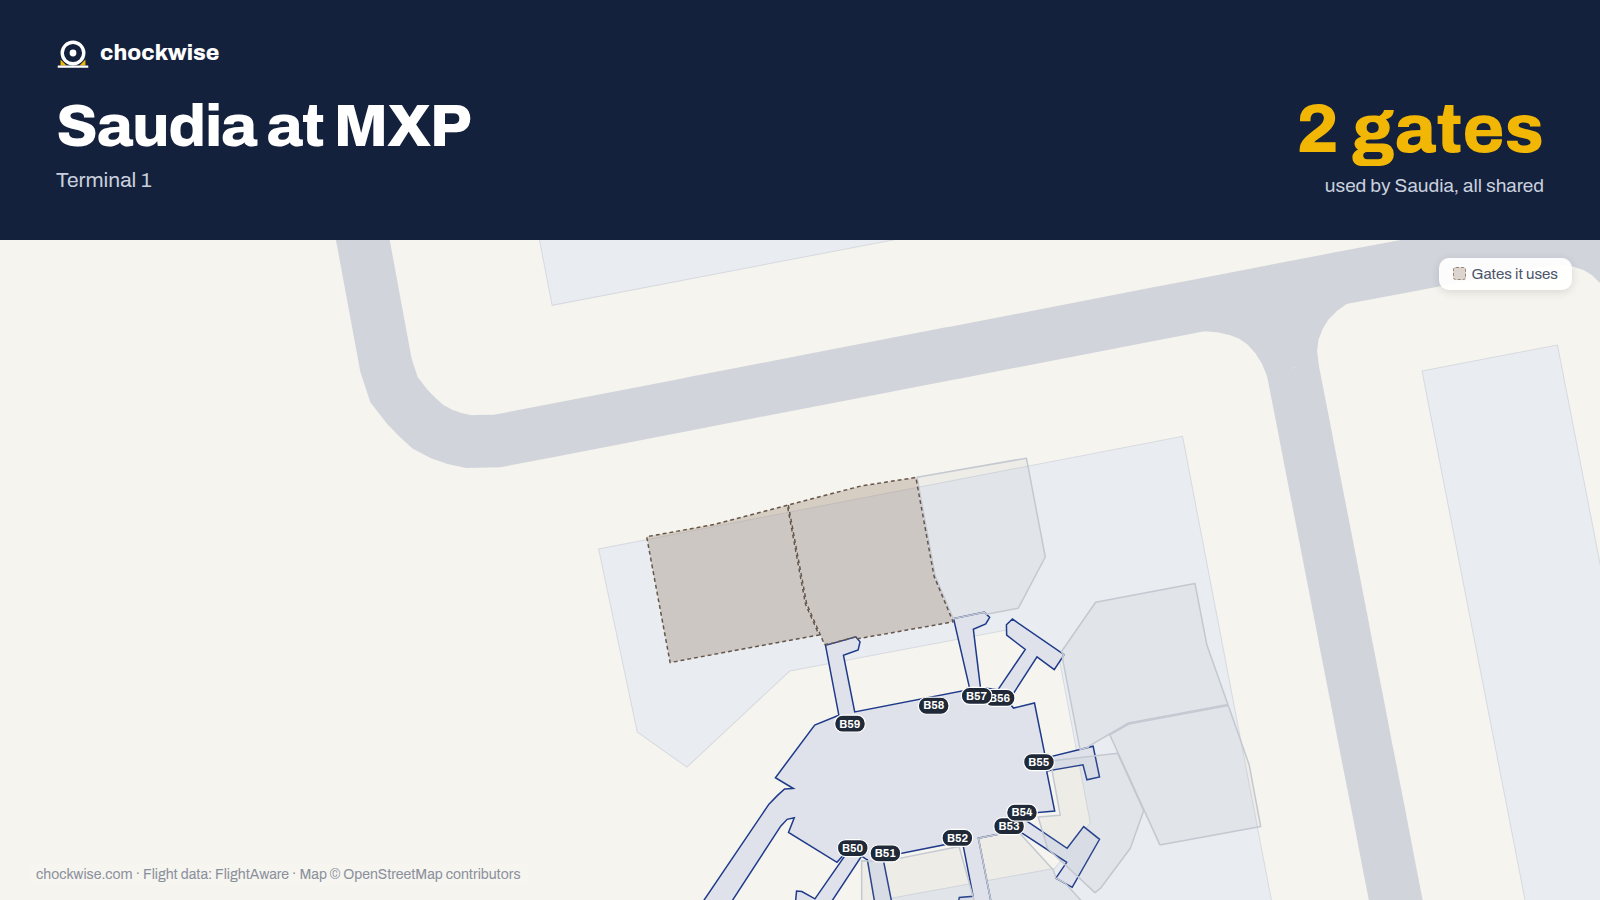 chockwise
Saudia at MXP
Terminal 1
2 gates
used by Saudia, all shared
Gates it uses
B59
B58
B57
B56
B55
B54
B53
B52
B50
B51
chockwise.com · Flight data: FlightAware · Map © OpenStreetMap contributors